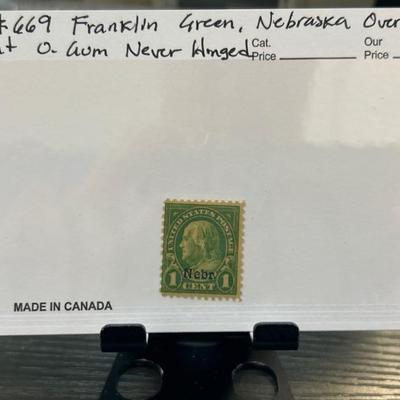 #669 Franklin Green, Nebraska Over
nt O. Gum Never Hinged Cat. Price Our Price
UNITED STATES POSTAGE
Nebr.
1 CENT 1
MADE IN CANADA